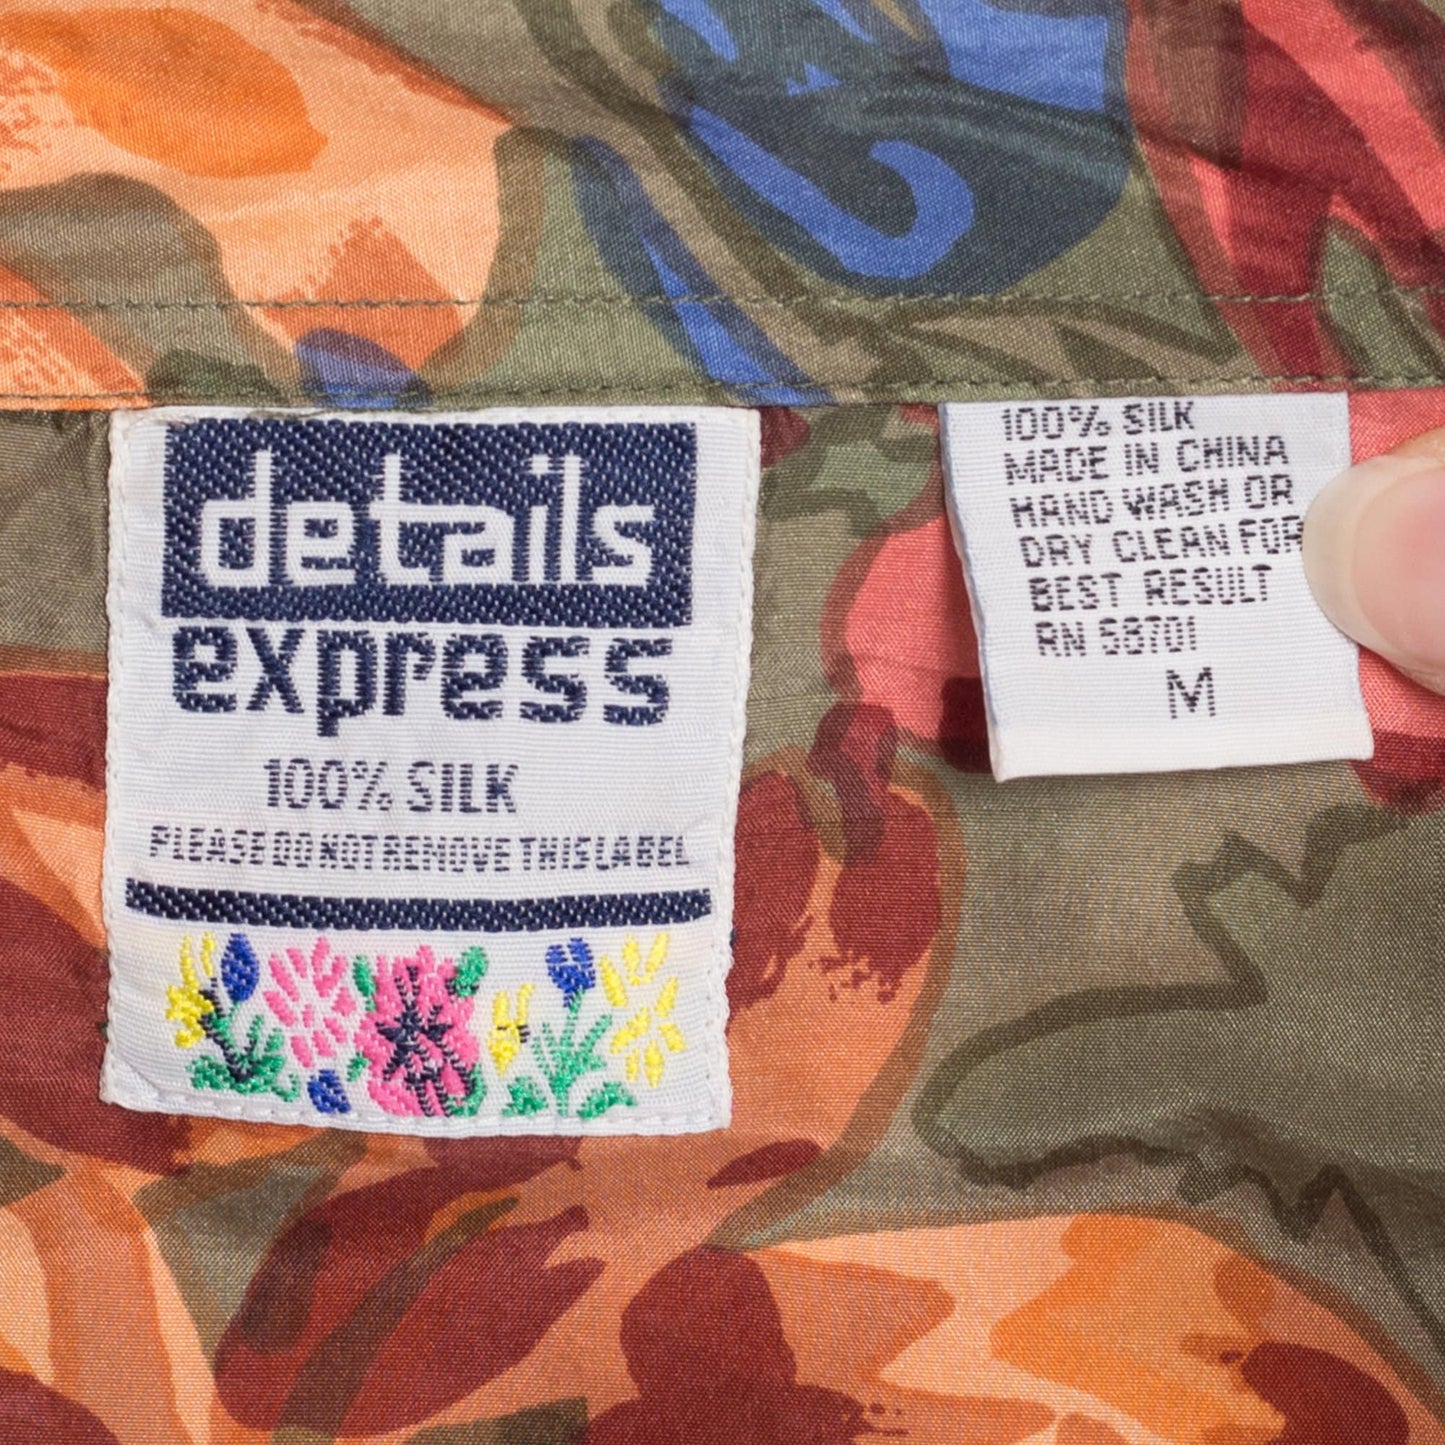 details
express
100% SILK
PLEASE DO NOT REMOVE THIS LABEL
100% SILK
MADE IN CHINA
HAND WASH OR
DRY CLEAN FOR
BEST RESULT
RN 58701
M